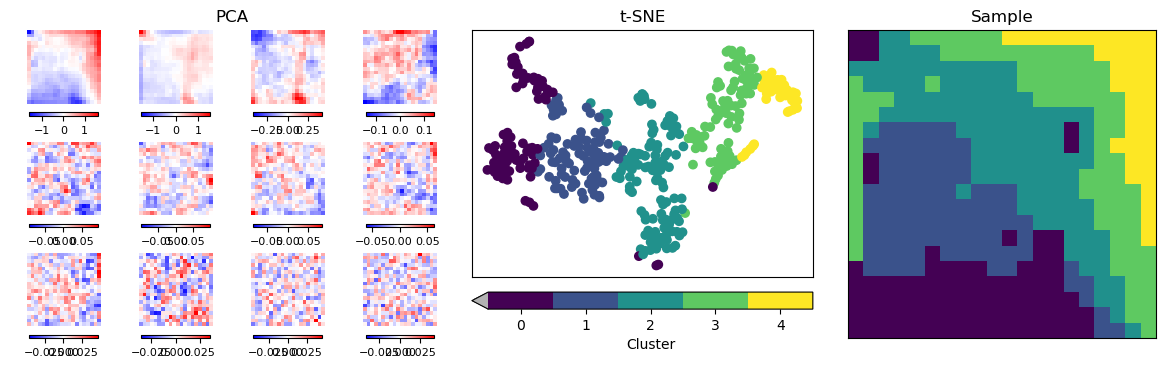 PCA t-SNE Sample
−1 0 1 −1 0 1 −0.25 0.00 0.25 −0.1 0.0 0.1
−0.05 0.00 0.05 −0.05 0.00 0.05 −0.05 0.00 0.05 −0.05 0.00 0.05
−0.025 0.000 0.025 −0.025 0.000 0.025 −0.025 0.000 0.025 −0.025 0.000 0.025
0 1 2 3 4
Cluster